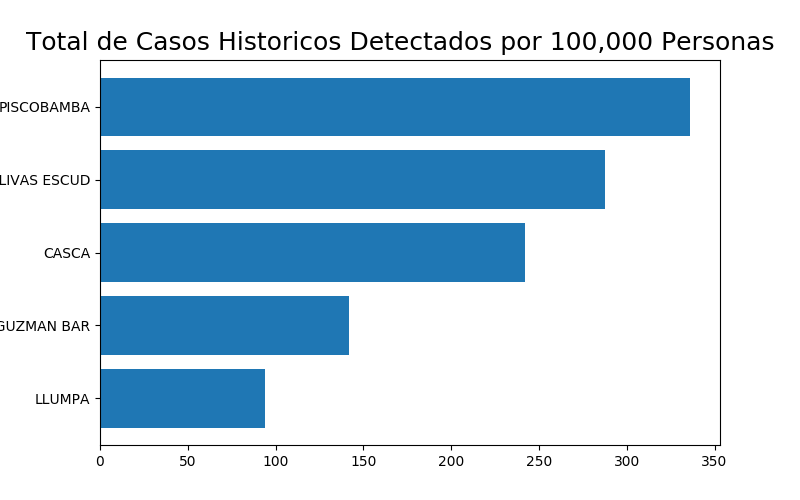 Total de Casos Historicos Detectados por 100,000 Personas
PISCOBAMBA
LIVAS ESCUD
CASCA
GUZMAN BAR
LLUMPA
0 50 100 150 200 250 300 350